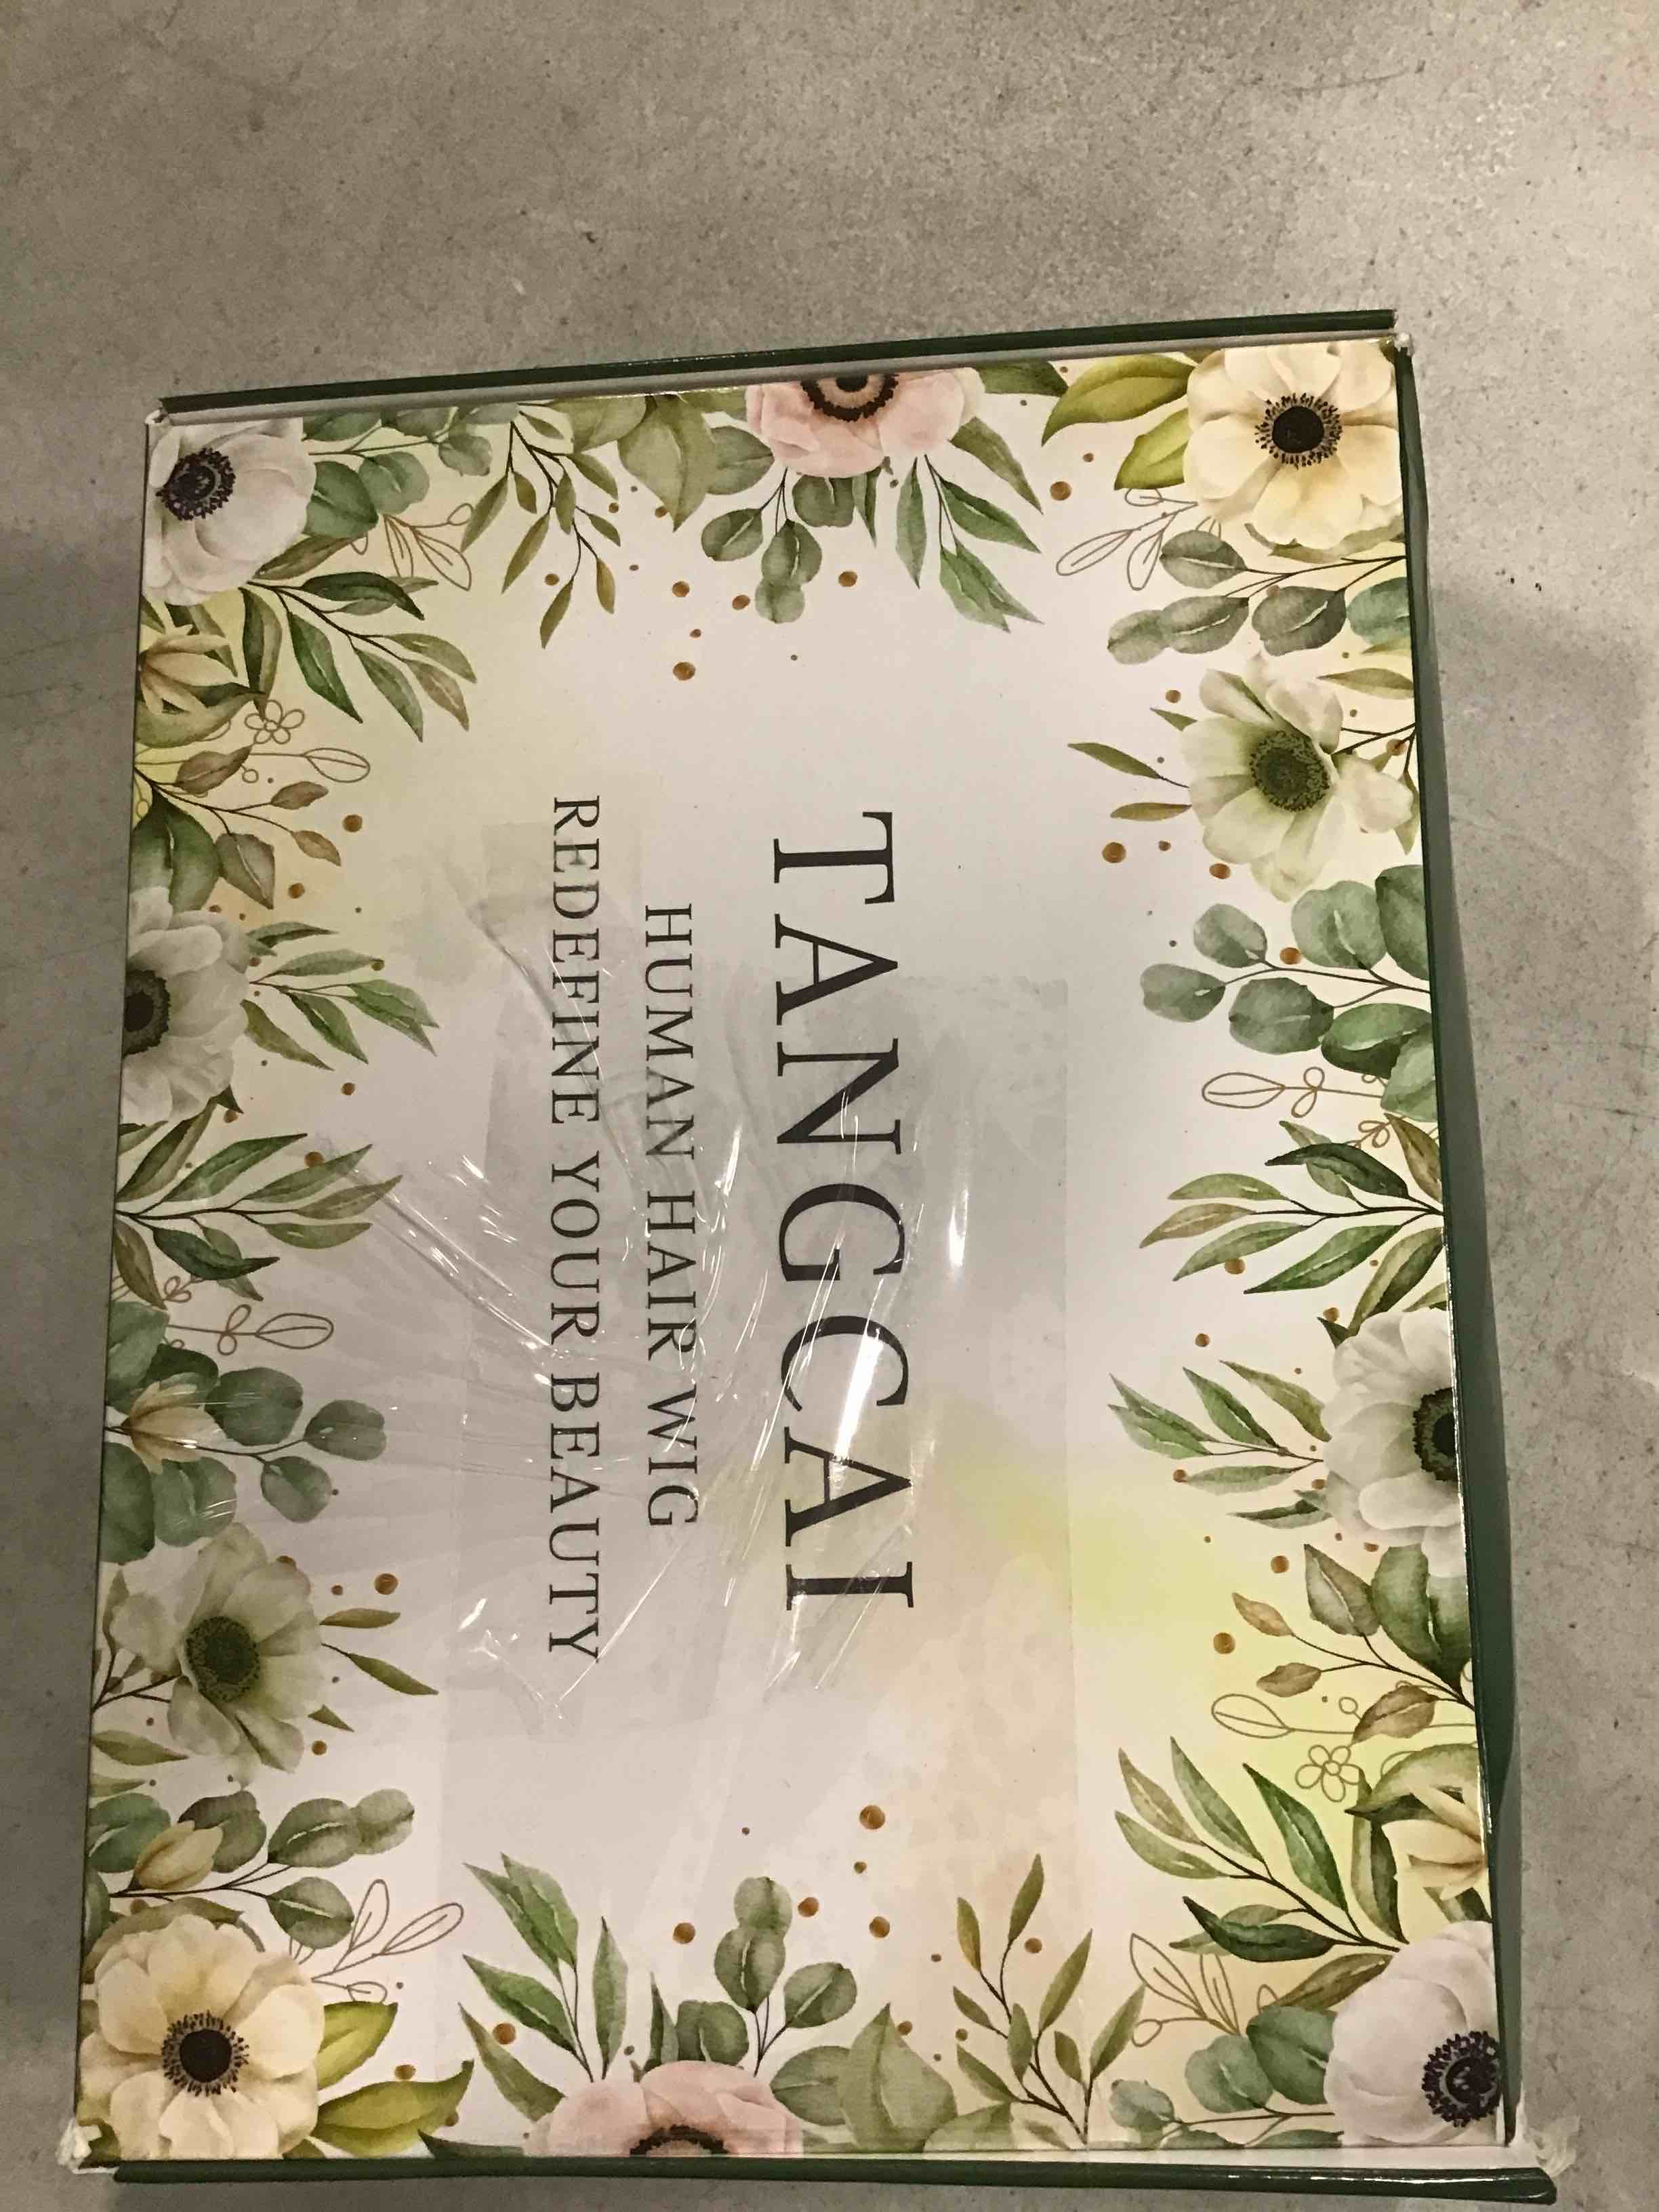 TANGCAI
HUMAN HAIR WIG
REDEFINE YOUR BEAUTY